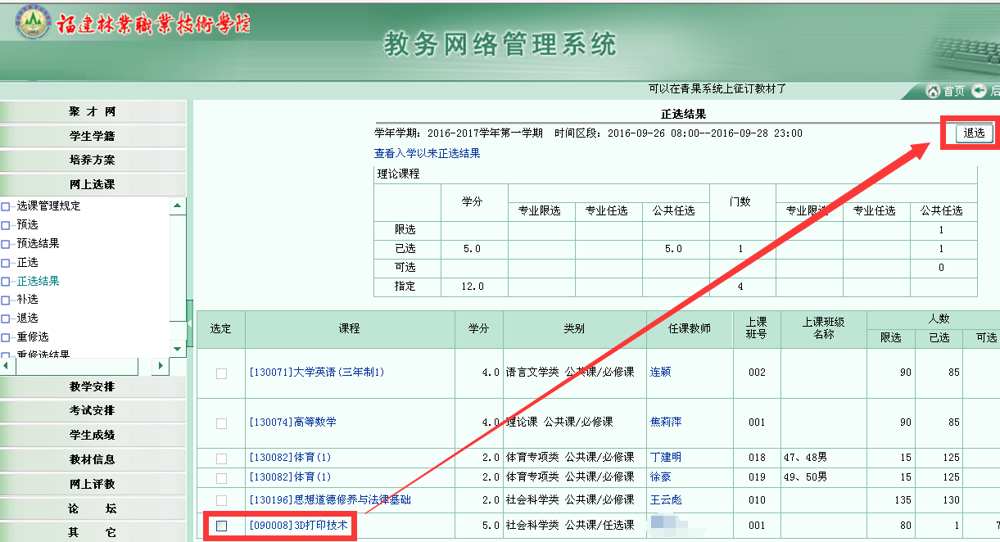 福建林業職業技術學院
教务网络管理系统
可以在青果系统上征订教材了
首页 后
聚 才 网
学生学籍
培养方案
网上选课
选课管理规定
预选
预选结果
正选
正选结果
补选
退选
重修选
重修选结果
教学安排
考试安排
学生成绩
教材信息
网上评教
论 坛
其 它
正选结果
学年学期：2016-2017学年第一学期 时间区段：2016-09-26 08:00--2016-09-28 23:00
退选
查看入学以来正选结果
理论课程
学分 门数
专业限选 专业任选 公共任选 专业限选 专业任选 公共任选
限选 1
已选 5.0 5.0 1 1
可选 0
指定 12.0 4
选定 课程 学分 类别 任课教师 上课班号 上课班级名称 人数
限选 已选 可选
[130071]大学英语(三年制1) 4.0 语言文学类 公共课/必修课 连颖 002 90 85
[130074]高等数学 4.0 理论课 公共课/必修课 焦莉萍 001 90 85
[130082]体育(1) 2.0 体育专项类 公共课/必修课 丁建明 018 47、48男 15 125
[130082]体育(1) 2.0 体育专项类 公共课/必修课 徐豪 019 49、50男 15 125
[130196]思想道德修养与法律基础 2.0 社会科学类 公共课/必修课 王云彪 010 135 130
[090008]3D打印技术 5.0 社会科学类 公共课/任选课 001 80 1 7